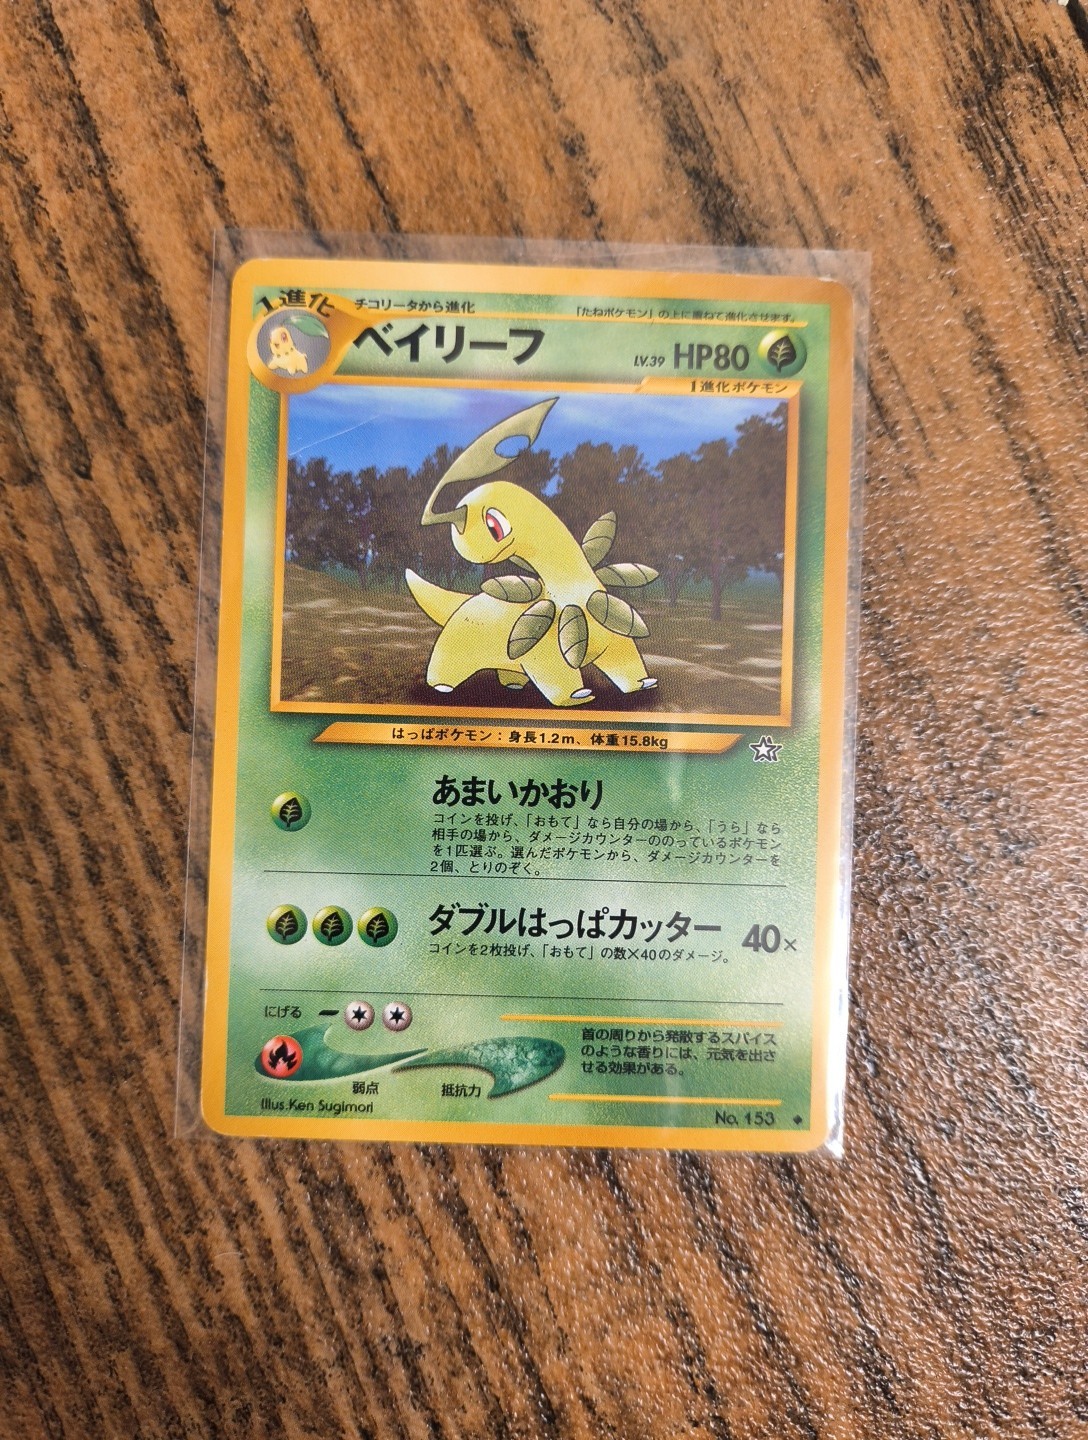 1進化
チコリータから進化
「たねポケモン」の上に重ねて進化させます。
ベイリーフ
LV.39 HP80
1進化ポケモン
はっぱポケモン：身長1.2m、体重15.8kg
あまいかおり
コインを投げ、「おもて」なら自分の場から、「うら」なら
相手の場から、ダメージカウンターののっているポケモン
を1匹選ぶ。選んだポケモンから、ダメージカウンターを
2個、とりのぞく。
ダブルはっぱカッター 40×
コインを2枚投げ、「おもて」の数×40のダメージ。
にげる
首の周りから発散するスパイス
のような香りには、元気を出さ
せる効果がある。
弱点
抵抗力
Illus.Ken Sugimori
No. 153